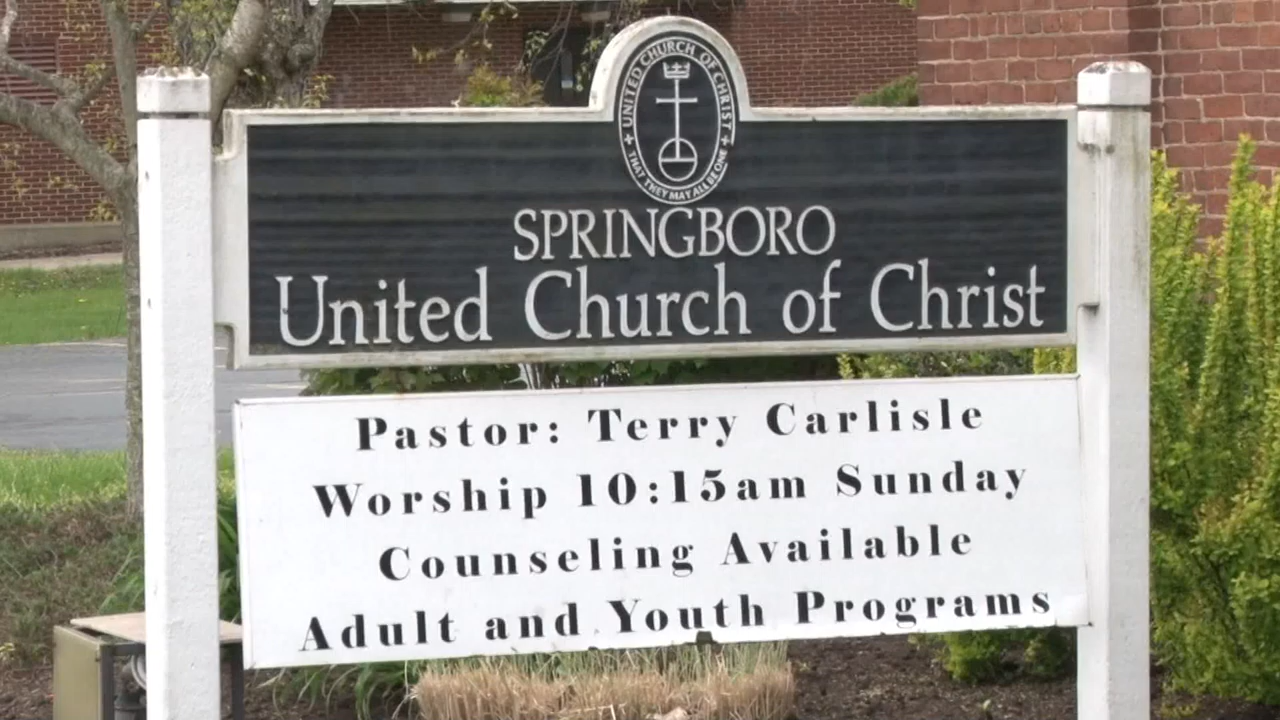 UNITED CHURCH OF CHRIST
THAT THEY MAY ALL BE ONE
SPRINGBORO
United Church of Christ
Pastor: Terry Carlisle
Worship 10:15am Sunday
Counseling Available
Adult and Youth Programs